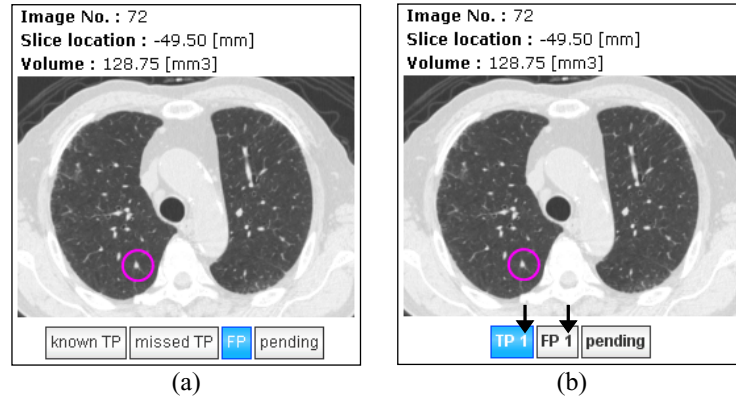 Image No. : 72
Slice location : -49.50 [mm]
Volume : 128.75 [mm3]
known TP missed TP FP pending
(a)
Image No. : 72
Slice location : -49.50 [mm]
Volume : 128.75 [mm3]
TP 1 FP 1 pending
(b)